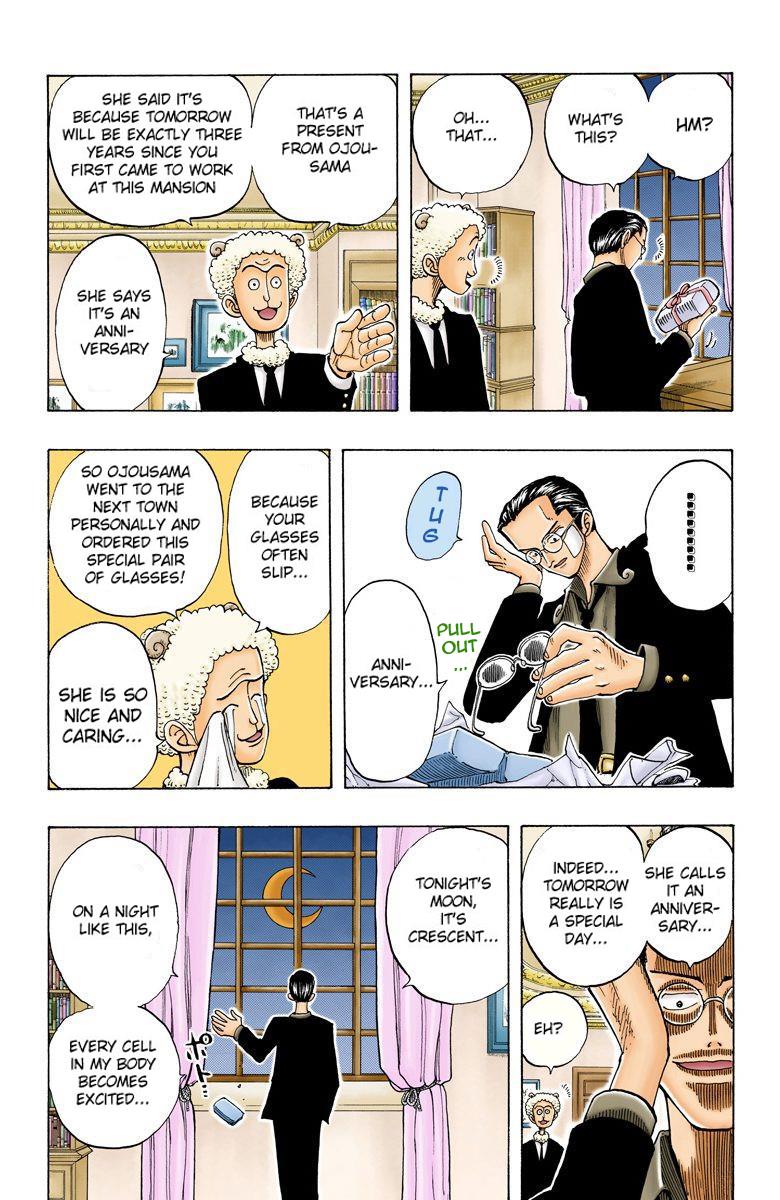 HM?
WHAT'S
THIS?
OH...
THAT...
THAT'S A
PRESENT
FROM OJOU-
SAMA
SHE SAID IT'S
BECAUSE TOMORROW
WILL BE EXACTLY THREE
YEARS SINCE YOU
FIRST CAME TO WORK
AT THIS MANSION
SHE SAYS
IT'S AN
ANNI-
VERSARY
..........
TUG
PULL
OUT
...
ANNI-
VERSARY...
BECAUSE
YOUR
GLASSES
OFTEN
SLIP...
SO OJOUSAMA
WENT TO THE
NEXT TOWN
PERSONALLY AND
ORDERED THIS
SPECIAL PAIR
OF GLASSES!
SHE IS SO
NICE AND
CARING...
SHE CALLS
IT AN
ANNIVER-
SARY...
INDEED...
TOMORROW
REALLY IS
A SPECIAL
DAY...
EH?
TONIGHT'S
MOON,
IT'S
CRESCENT...
ON A NIGHT
LIKE THIS,
EVERY CELL
IN MY BODY
BECOMES
EXCITED...
ポト...